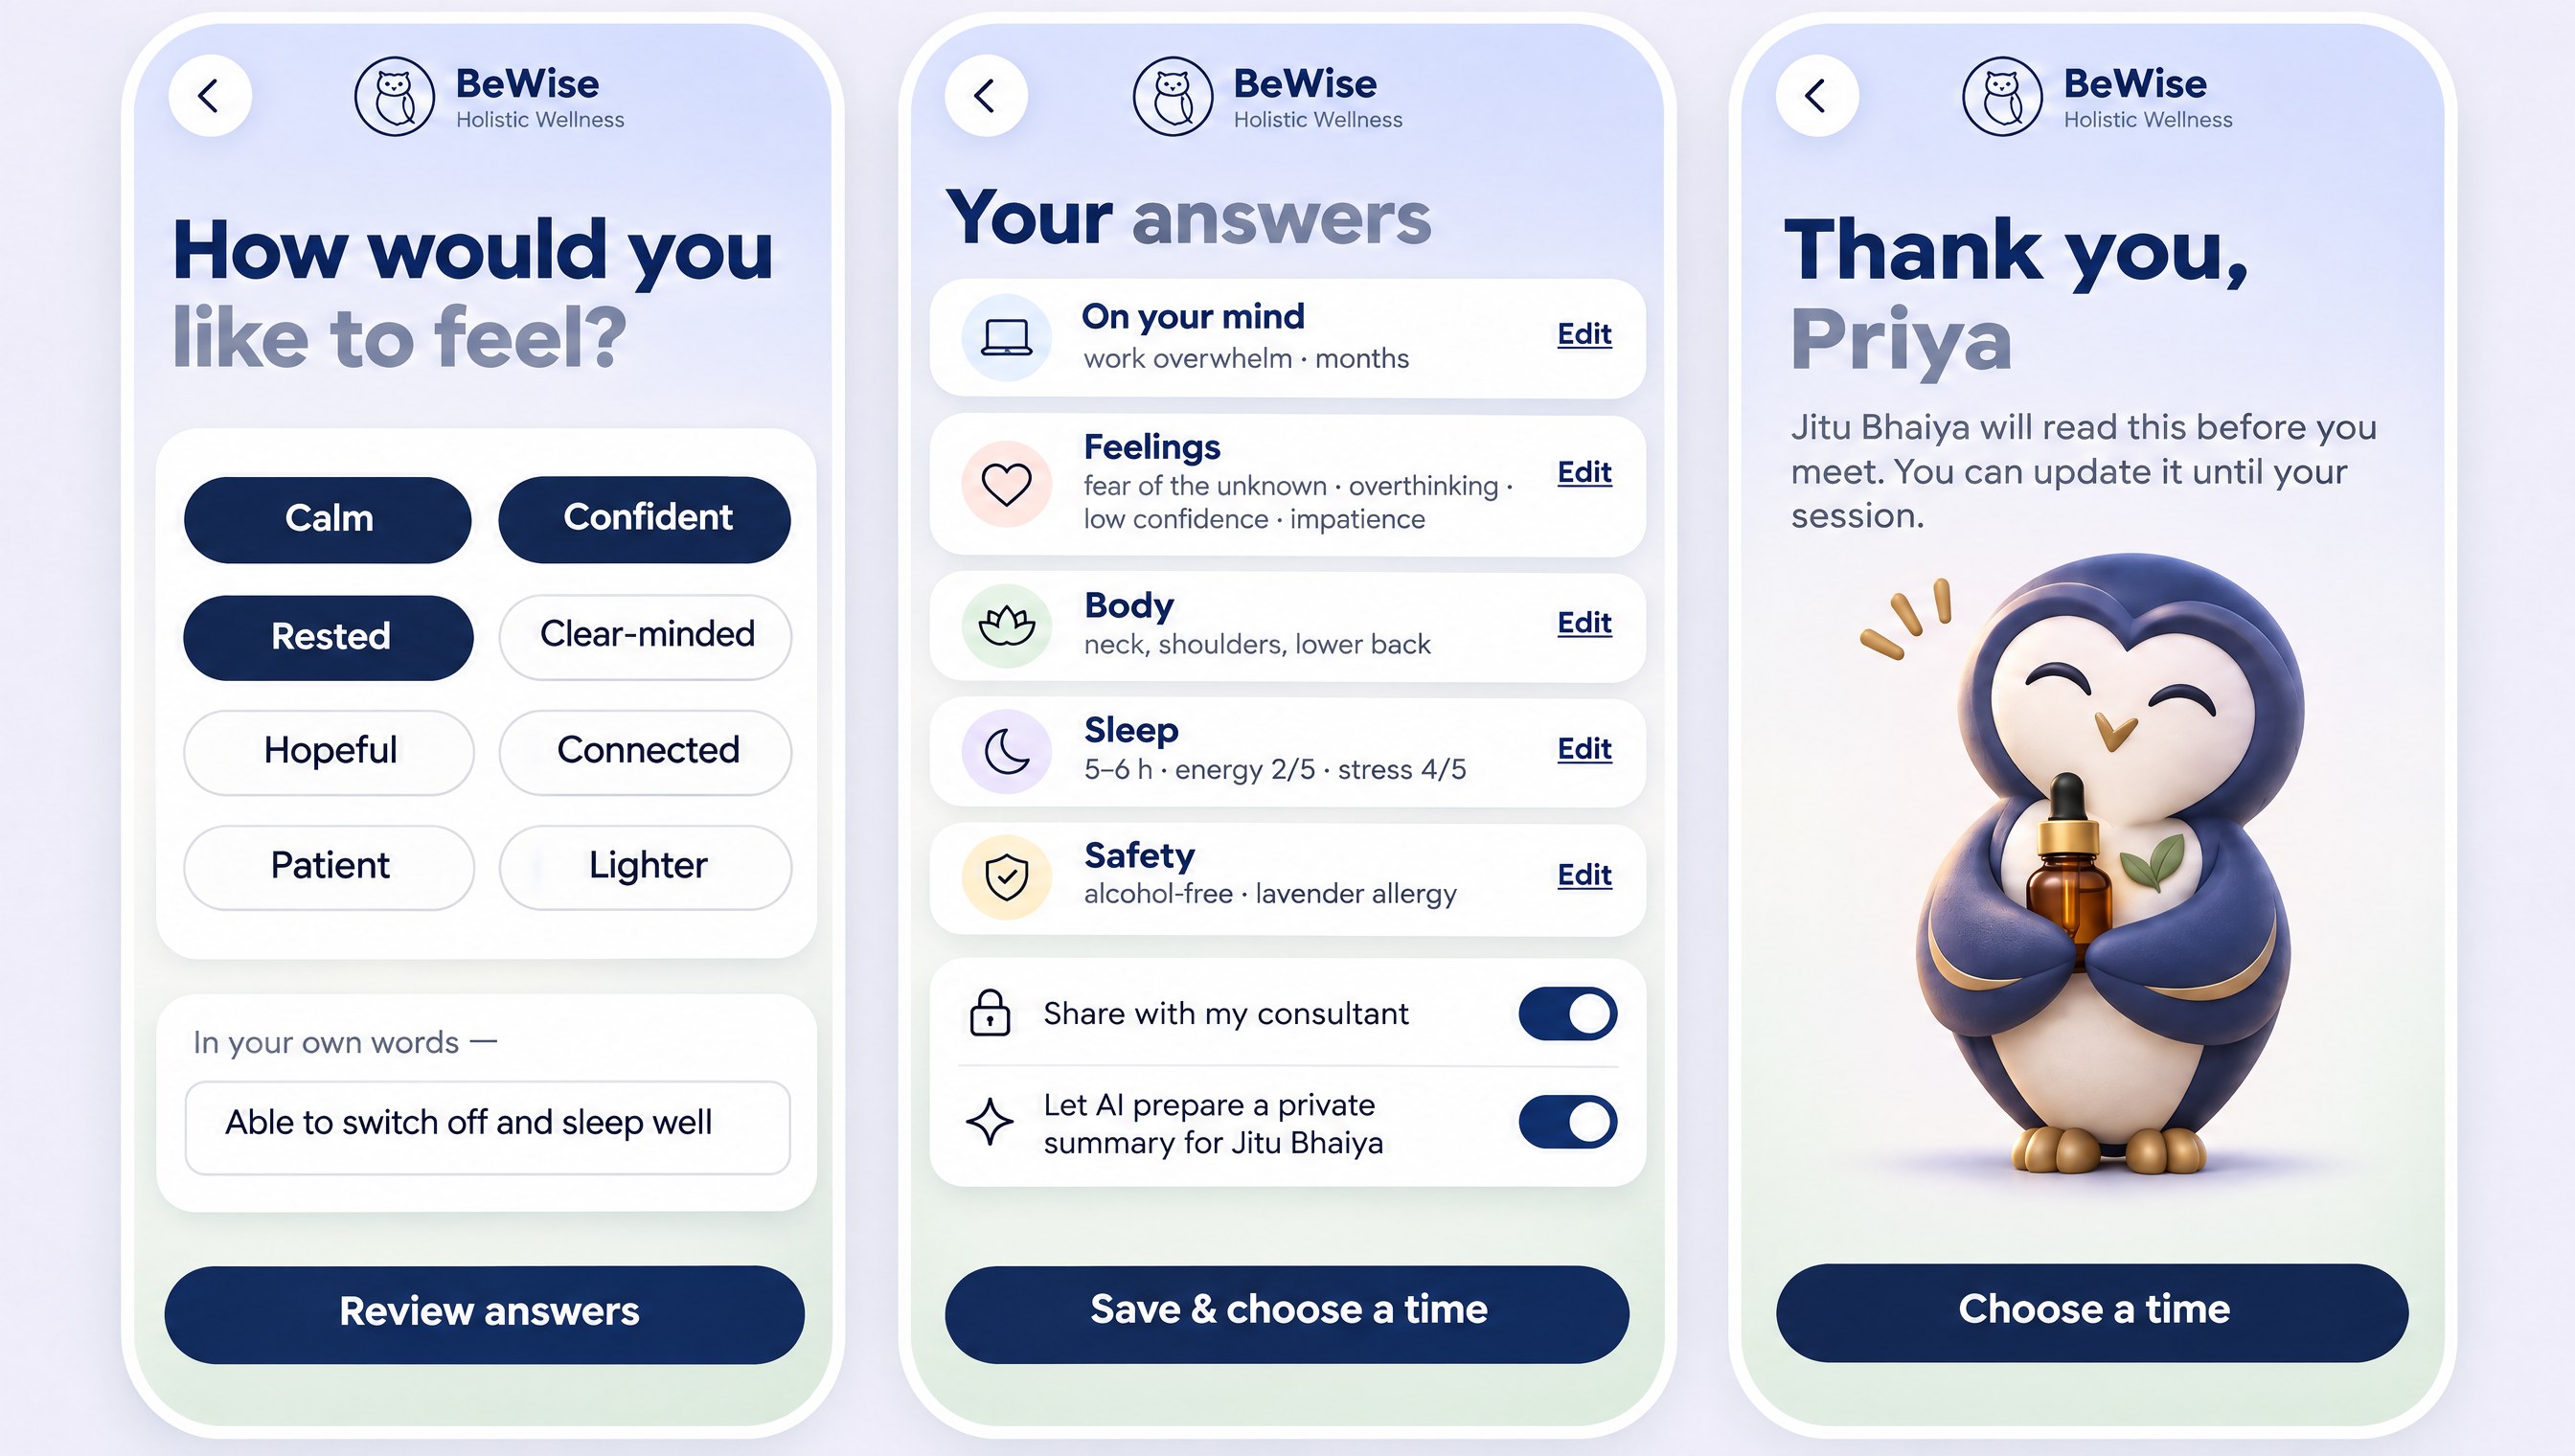 BeWise
Holistic Wellness
How would you
like to feel?
Calm
Confident
Rested
Clear-minded
Hopeful
Connected
Patient
Lighter
In your own words —
Able to switch off and sleep well
Review answers
BeWise
Holistic Wellness
Your answers
On your mind
work overwhelm · months
Edit
Feelings
fear of the unknown · overthinking ·
low confidence · impatience
Edit
Body
neck, shoulders, lower back
Edit
Sleep
5–6 h · energy 2/5 · stress 4/5
Edit
Safety
alcohol-free · lavender allergy
Edit
Share with my consultant
Let AI prepare a private
summary for Jitu Bhaiya
Save & choose a time
BeWise
Holistic Wellness
Thank you,
Priya
Jitu Bhaiya will read this before you
meet. You can update it until your
session.
Choose a time